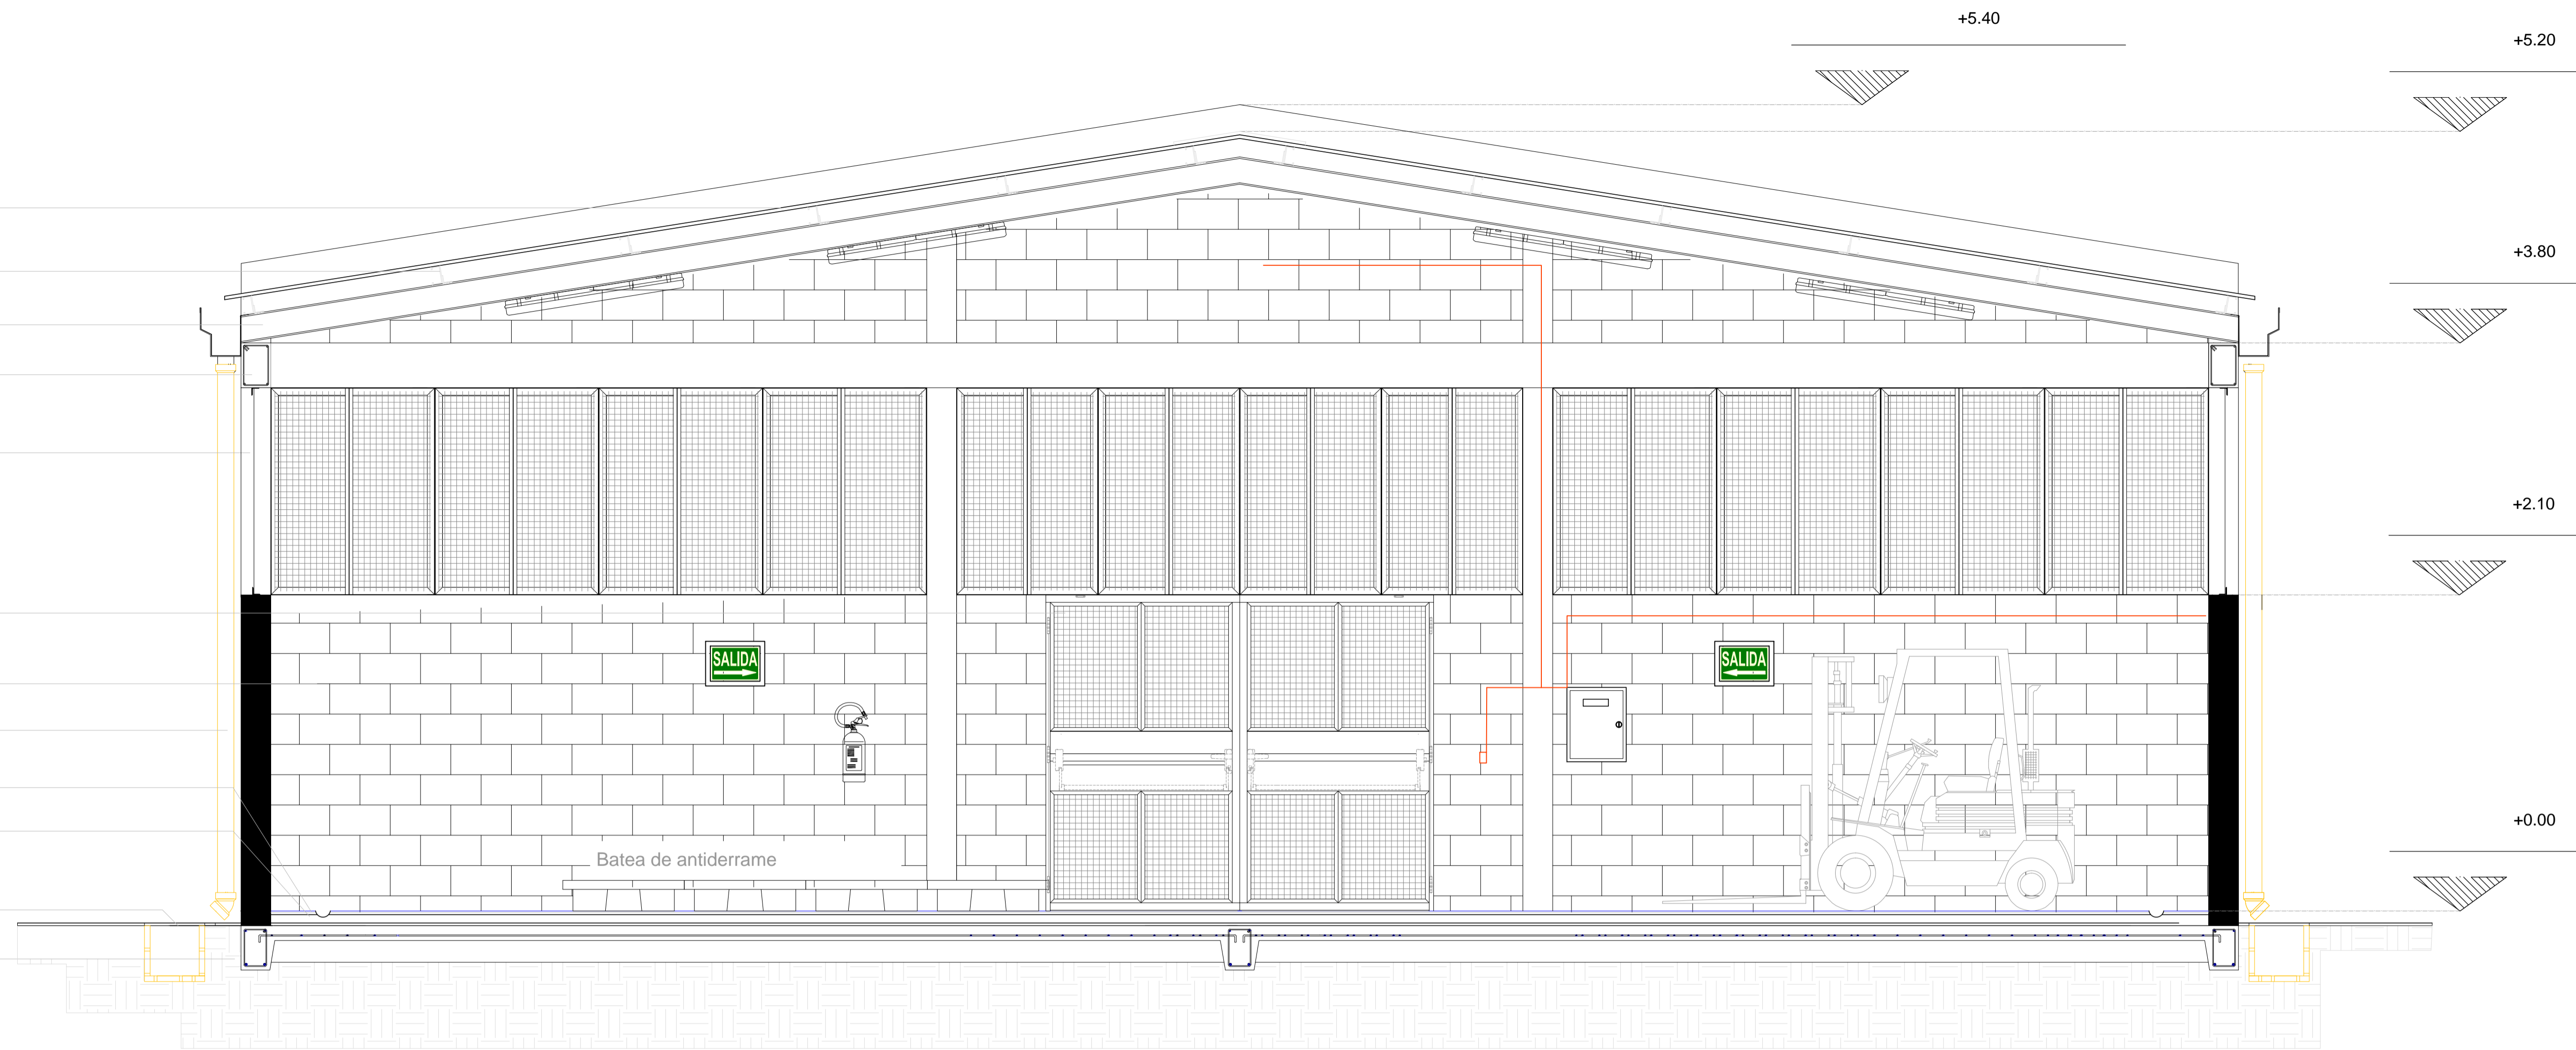 +5.40
+5.20
+3.80
+2.10
SALIDA
SALIDA
+0.00
Batea de antiderrame